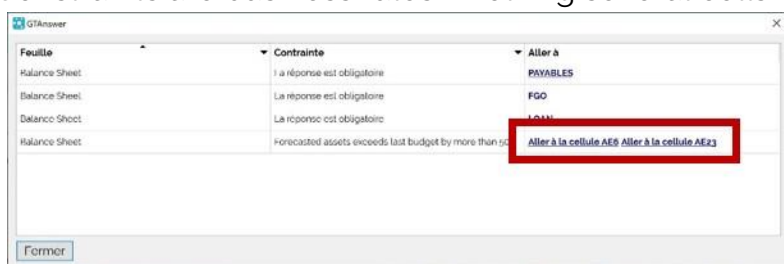 GTAnswer
Feuille Contrainte Aller à
Balance Sheet La réponse est obligatoire PAYABLES
Balance Sheet La réponse est obligatoire FGO
Balance Sheet La réponse est obligatoire LOAN
Balance Sheet Forecasted assets exceeds last budget by more than 50 Aller à la cellule AE6 Aller à la cellule AE23
Fermer